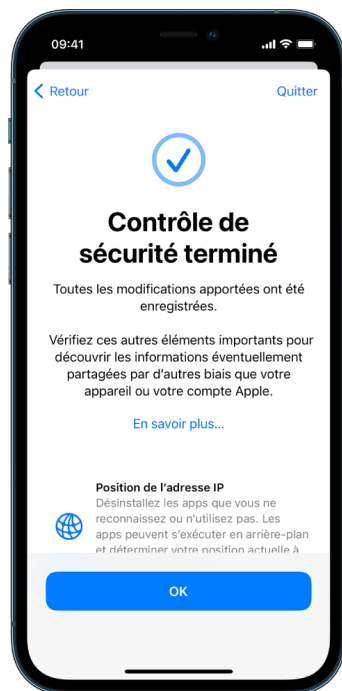 09:41
Retour
Quitter
Contrôle de
sécurité terminé
Toutes les modifications apportées ont été
enregistrées.
Vérifiez ces autres éléments importants pour
découvrir les informations éventuellement
partagées par d'autres biais que votre
appareil ou votre compte Apple.
En savoir plus...
Position de l'adresse IP
Désinstallez les apps que vous ne
reconnaissez ou n'utilisez pas. Les
apps peuvent s'exécuter en arrière-plan
et déterminer votre position actuelle à
OK